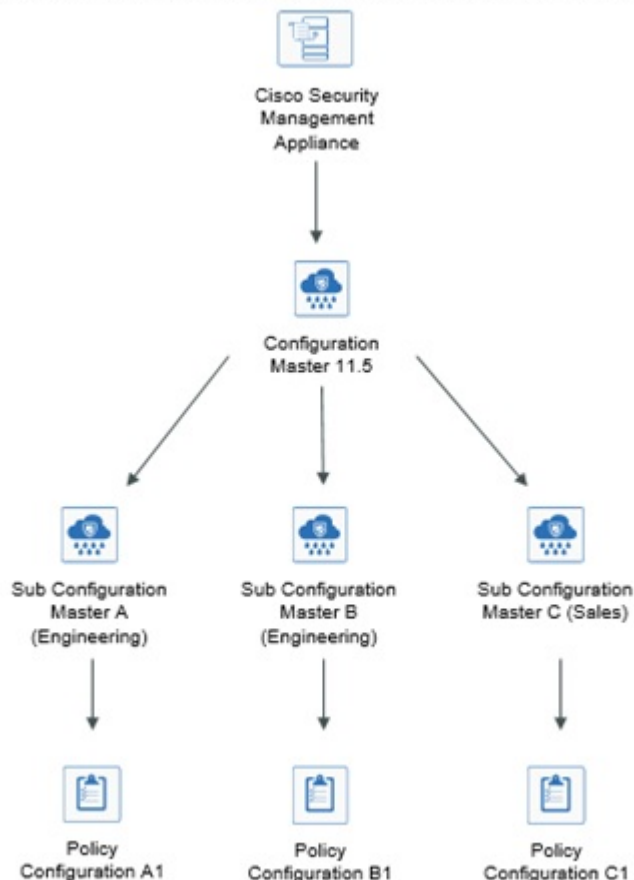 Cisco Security
Management
Appliance
Configuration
Master 11.5
Sub Configuration
Master A
(Engineering)
Sub Configuration
Master B
(Engineering)
Sub Configuration
Master C (Sales)
Policy
Configuration A1
Policy
Configuration B1
Policy
Configuration C1